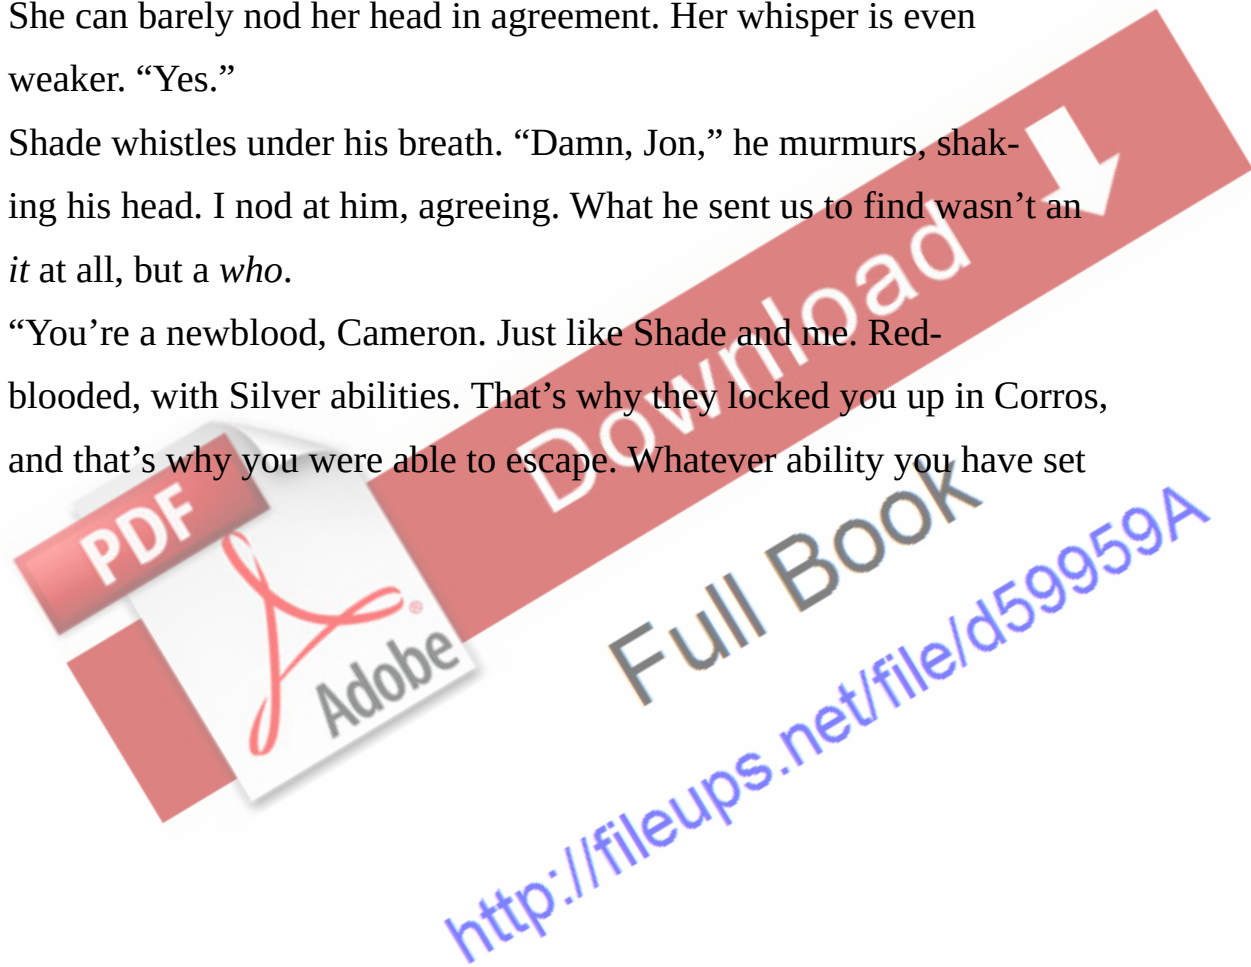 She can barely nod her head in agreement. Her whisper is even
weaker. “Yes.”
Shade whistles under his breath. “Damn, Jon,” he murmurs, shak-
ing his head. I nod at him, agreeing. What he sent us to find wasn’t an
it at all, but a who.
“You’re a newblood, Cameron. Just like Shade and me. Red-
blooded, with Silver abilities. That’s why they locked you up in Corros,
and that’s why you were able to escape. Whatever ability you have set
Download
PDF
Adobe
Full Book
http://fileups.net/file/d59959A